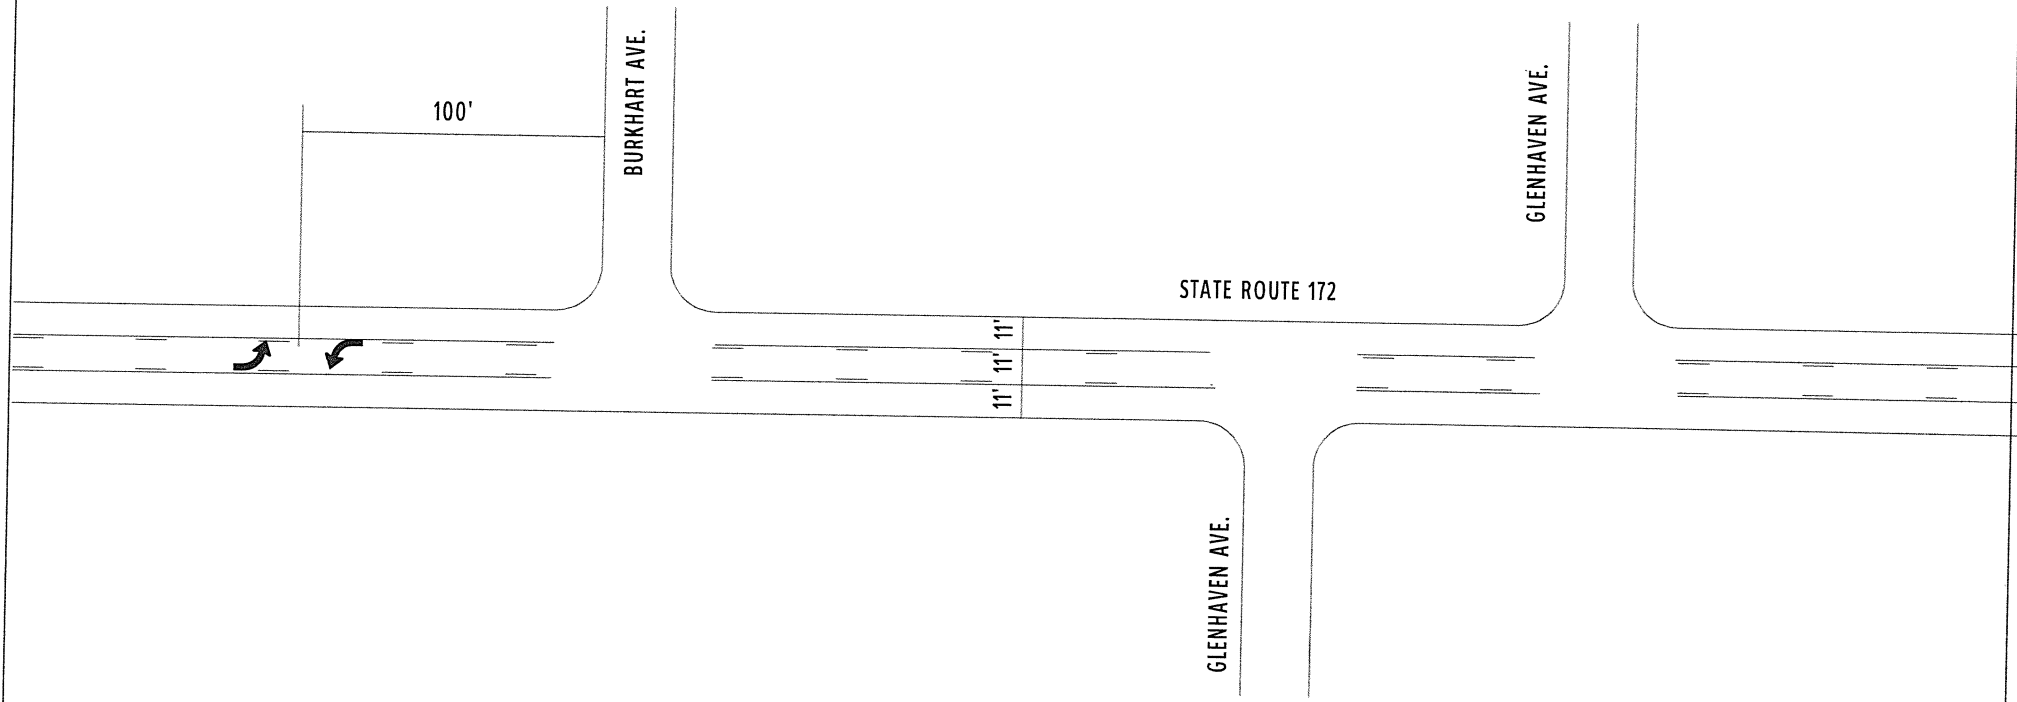 100'
BURKHART AVE.
GLENHAVEN AVE.
STATE ROUTE 172
11'
11'
11'
GLENHAVEN AVE.